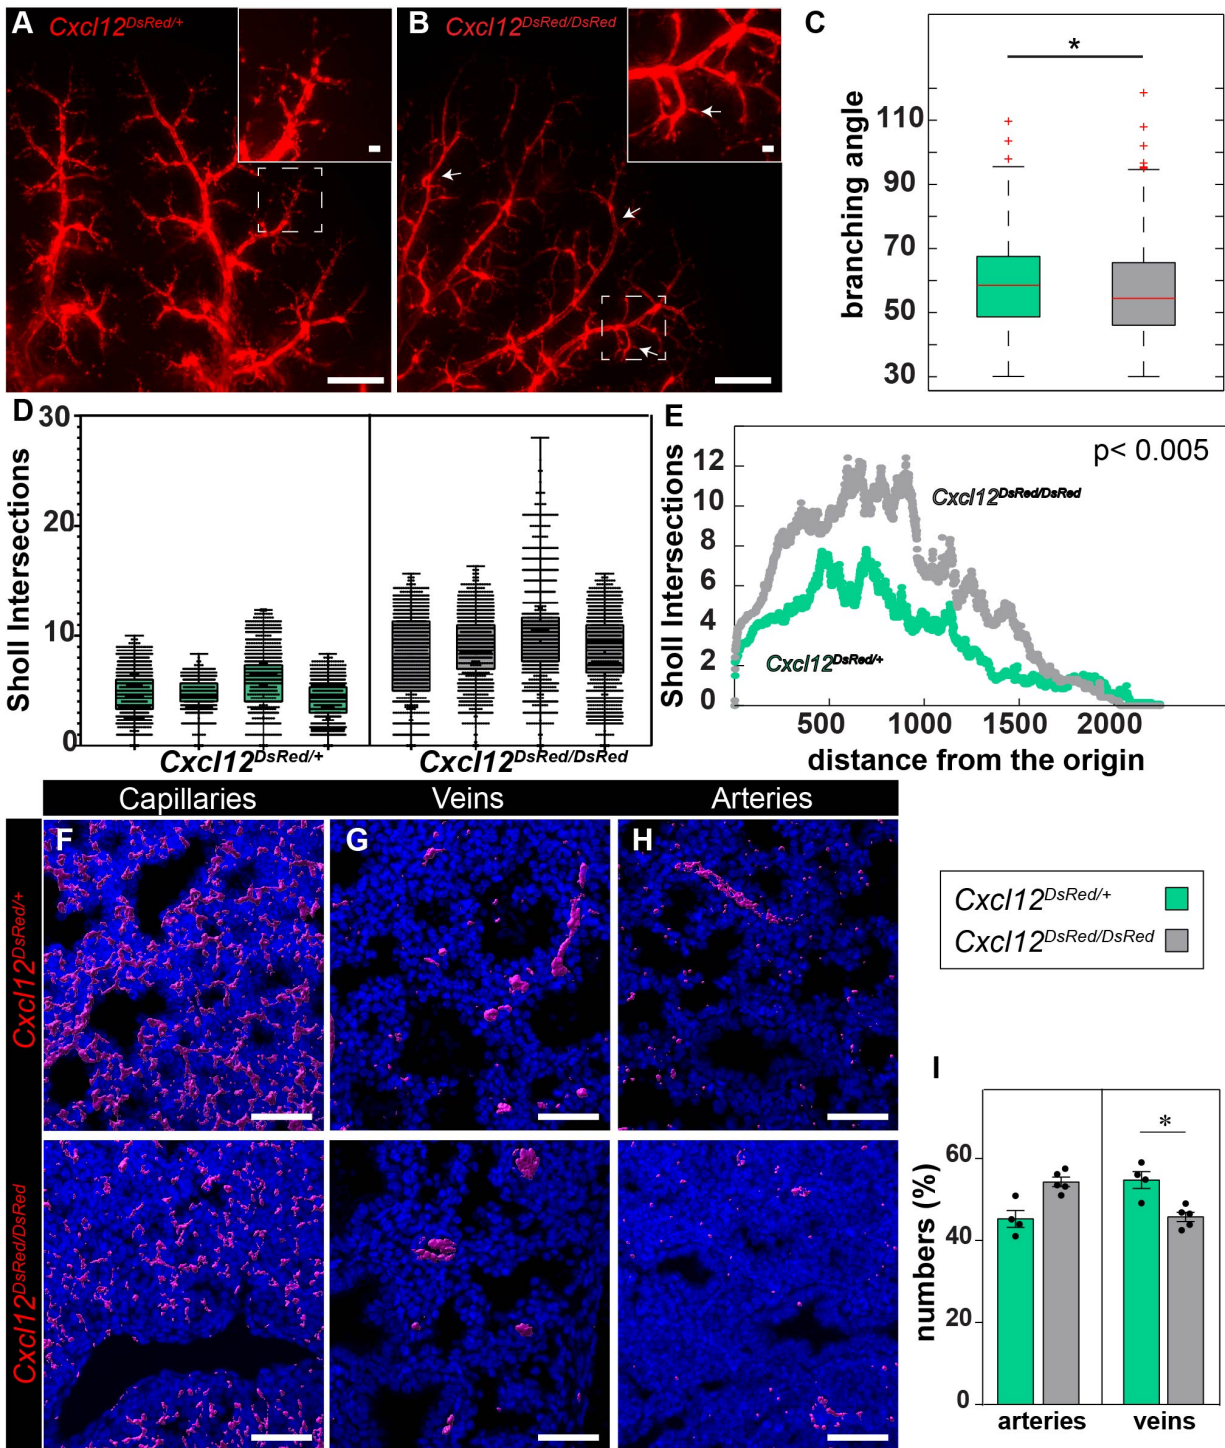 A Cxcl12DsRed/+
B Cxcl12DsRed/DsRed
C
*
branching angle
110
90
70
50
30
D
Sholl Intersections
30
20
10
0
Cxcl12DsRed/+
Cxcl12DsRed/DsRed
E
p< 0.005
Sholl Intersections
12
10
8
6
4
2
0
Cxcl12DsRed/DsRed
Cxcl12DsRed/+
500 1000 1500 2000
distance from the origin
Capillaries Veins Arteries
F G H
Cxcl12DsRed/+
Cxcl12DsRed/DsRed
Cxcl12DsRed/+
Cxcl12DsRed/DsRed
I
*
numbers (%)
60
40
20
0
arteries veins